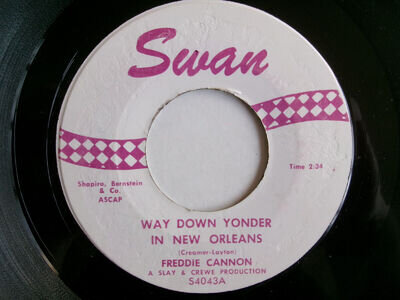 Swan
Shapiro, Bernstein
& Co.
ASCAP
Time 2:34
WAY DOWN YONDER
IN NEW ORLEANS
(Creamer-Layton)
FREDDIE CANNON
A SLAY & CREWE PRODUCTION
S4043A